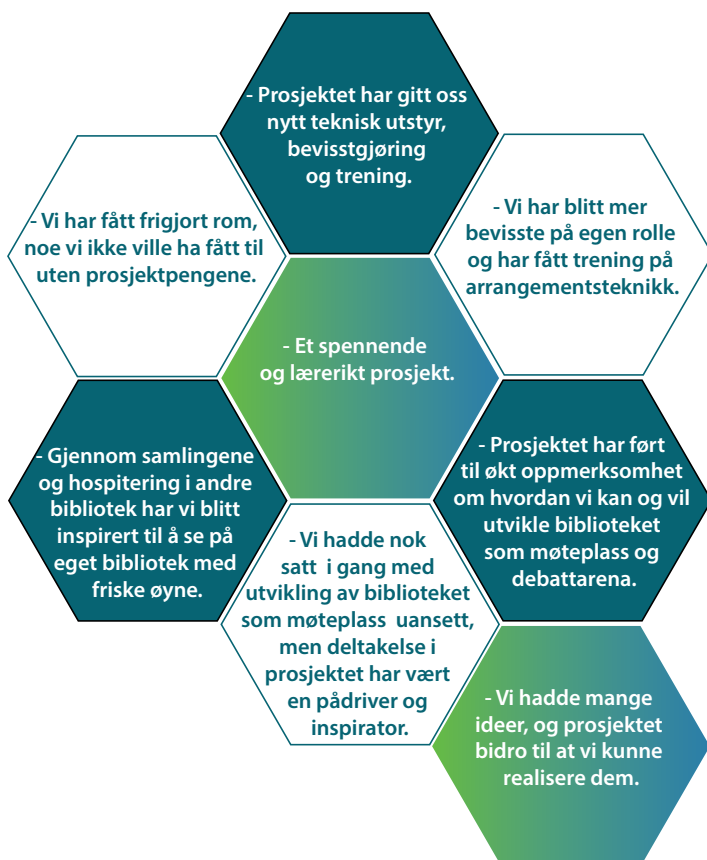 - Prosjektet har gitt oss
nytt teknisk utstyr,
bevisstgjøring
og trening.
- Vi har fått frigjort rom,
noe vi ikke ville ha fått til
uten prosjektpengene.
- Vi har blitt mer
bevisste på egen rolle
og har fått trening på
arrangementsteknikk.
- Et spennende
og lærerikt prosjekt.
- Gjennom samlingene
og hospitering i andre
bibliotek har vi blitt
inspirert til å se på
eget bibliotek med
friske øyne.
- Prosjektet har ført
til økt oppmerksomhet
om hvordan vi kan og vil
utvikle biblioteket
som møteplass og
debattarena.
- Vi hadde nok
satt i gang med
utvikling av biblioteket
som møteplass uansett,
men deltakelse i
prosjektet har vært
en pådriver og
inspirator.
- Vi hadde mange
ideer, og prosjektet
bidro til at vi kunne
realisere dem.